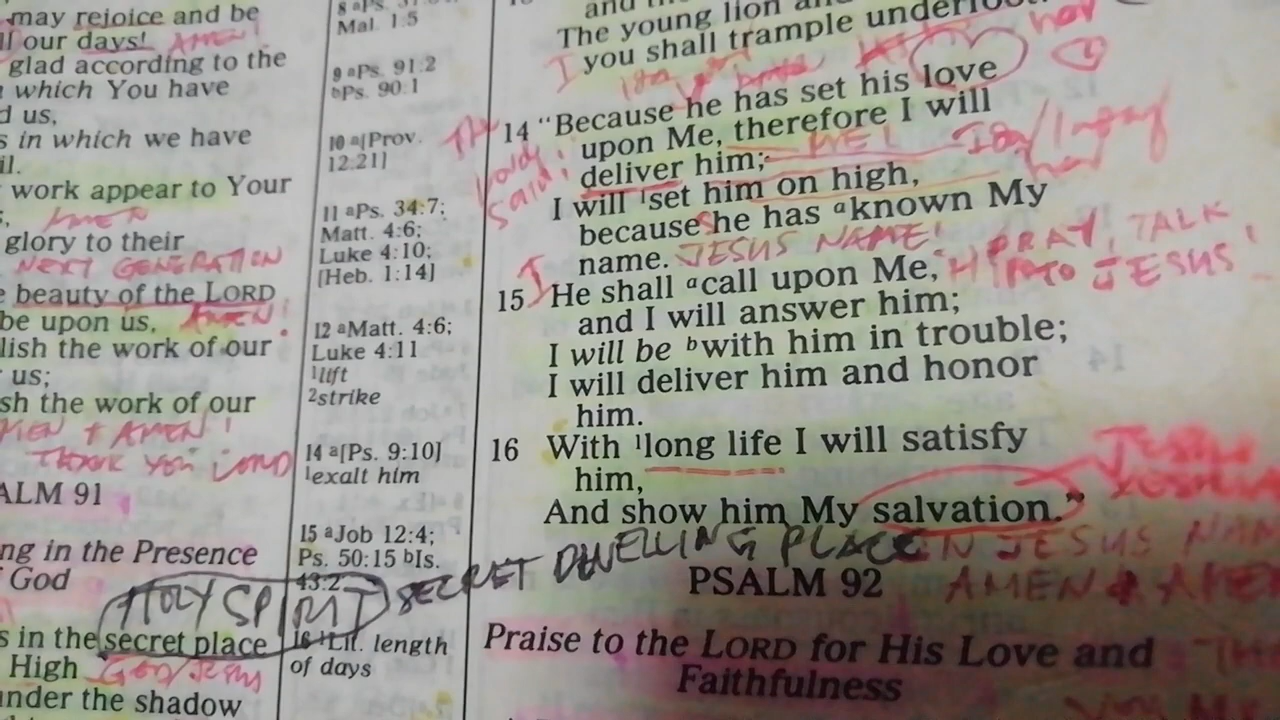 may rejoice and be
our days! AMEN!
glad according to the
which You have
d us,
s in which we have
il.
work appear to Your
AMEN
glory to their
NEXT GENERATION
beauty of the LORD
be upon us, AMEN!
lish the work of our
us;
sh the work of our
AMEN & AMEN!
THANK YOU LORD
ALM 91
ng in the Presence
God
HOLY SPIRIT SECRET DWELLING PLACE
s in the secret place
High GOD/JESUS
under the shadow
Mal. 1:5
9 aPs. 91:2
bPs. 90:1
10 a[Prov.
12:21]
11 aPs. 34:7;
Matt. 4:6;
Luke 4:10;
[Heb. 1:14]
12 aMatt. 4:6;
Luke 4:11
1lift
2strike
14 a[Ps. 9:10]
1exalt him
15 aJob 12:4;
Ps. 50:15 bIs.
43:2
16 1Lit. length
of days
The young lion
you shall trample underfoot
14 "Because he has set his love
upon Me, therefore I will
deliver him; ME!
I will 1set him on high,
because he has aknown My
name. JESUS NAME! PRAY, TALK
TO JESUS!
15 He shall acall upon Me,
and I will answer him;
I will be bwith him in trouble;
I will deliver him and honor
him.
16 With 1long life I will satisfy
him,
And show him My salvation."
IN JESUS NAM
PSALM 92 AMEN & AMEN
Praise to the LORD for His Love and
Faithfulness